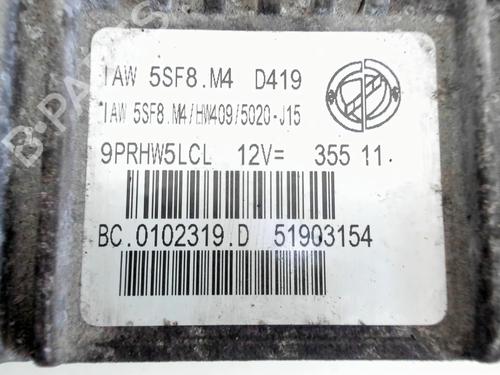 IAW 5SF8.M4 D419
IAW 5SF8.M4/HW409/5020-J15
9PRHW5LCL 12V= 355 11.
BC.0102319.D 51903154